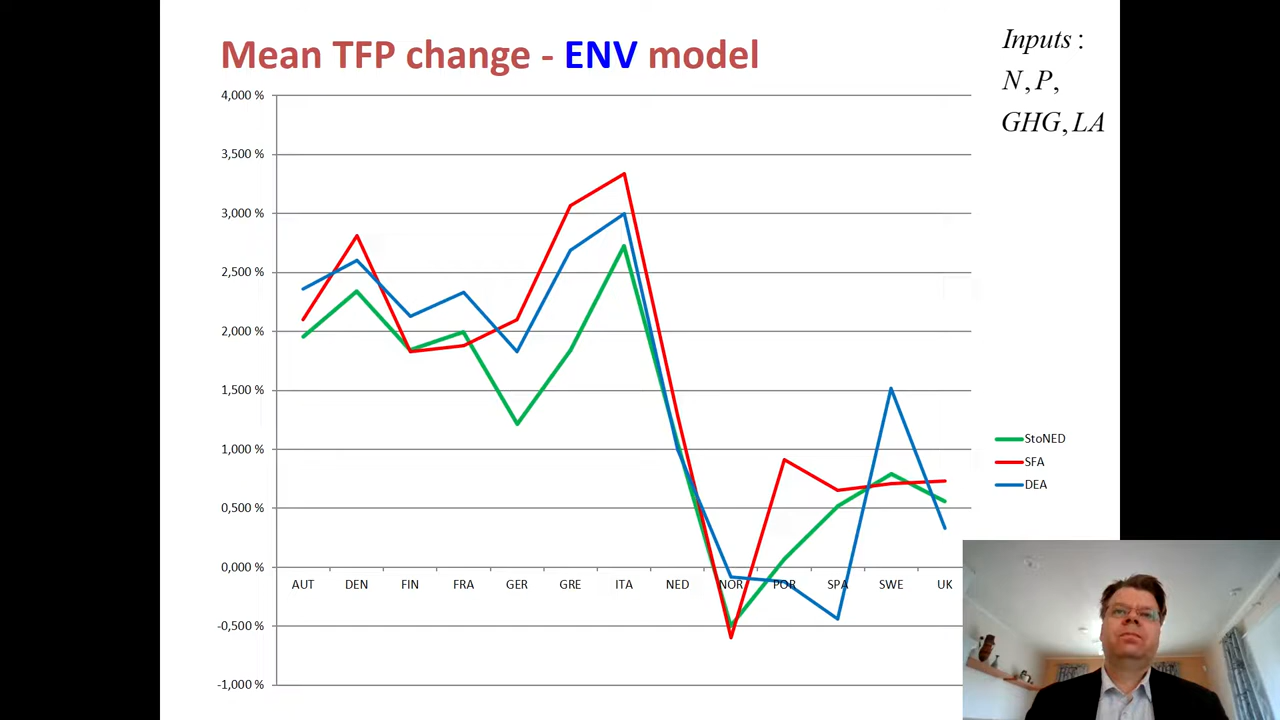 Mean TFP change - ENV model
Inputs :
N, P,
GHG, LA
4,000 %
3,500 %
3,000 %
2,500 %
2,000 %
1,500 %
1,000 %
0,500 %
0,000 %
-0,500 %
-1,000 %
AUT DEN FIN FRA GER GRE ITA NED NOR POR SPA SWE UK
StoNED
SFA
DEA